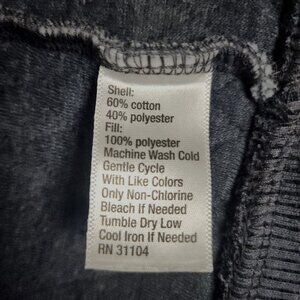 Shell:
60% cotton
40% polyester
Fill:
100% polyester
Machine Wash Cold
Gentle Cycle
With Like Colors
Only Non-Chlorine
Bleach If Needed
Tumble Dry Low
Cool Iron If Needed
RN 31104